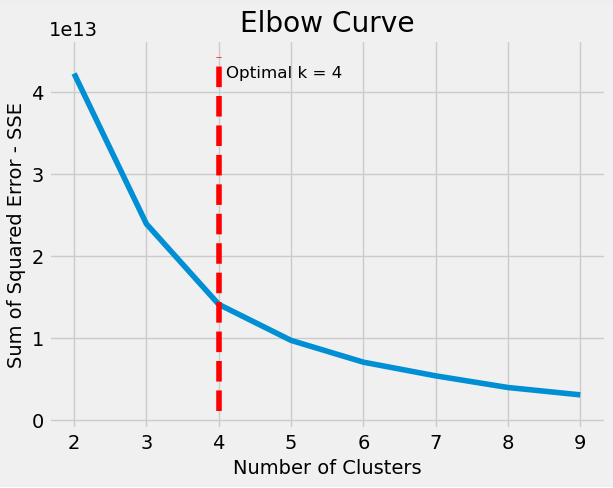 Elbow Curve
1e13
Optimal k = 4
4
3
2
1
0
Sum of Squared Error - SSE
2 3 4 5 6 7 8 9
Number of Clusters